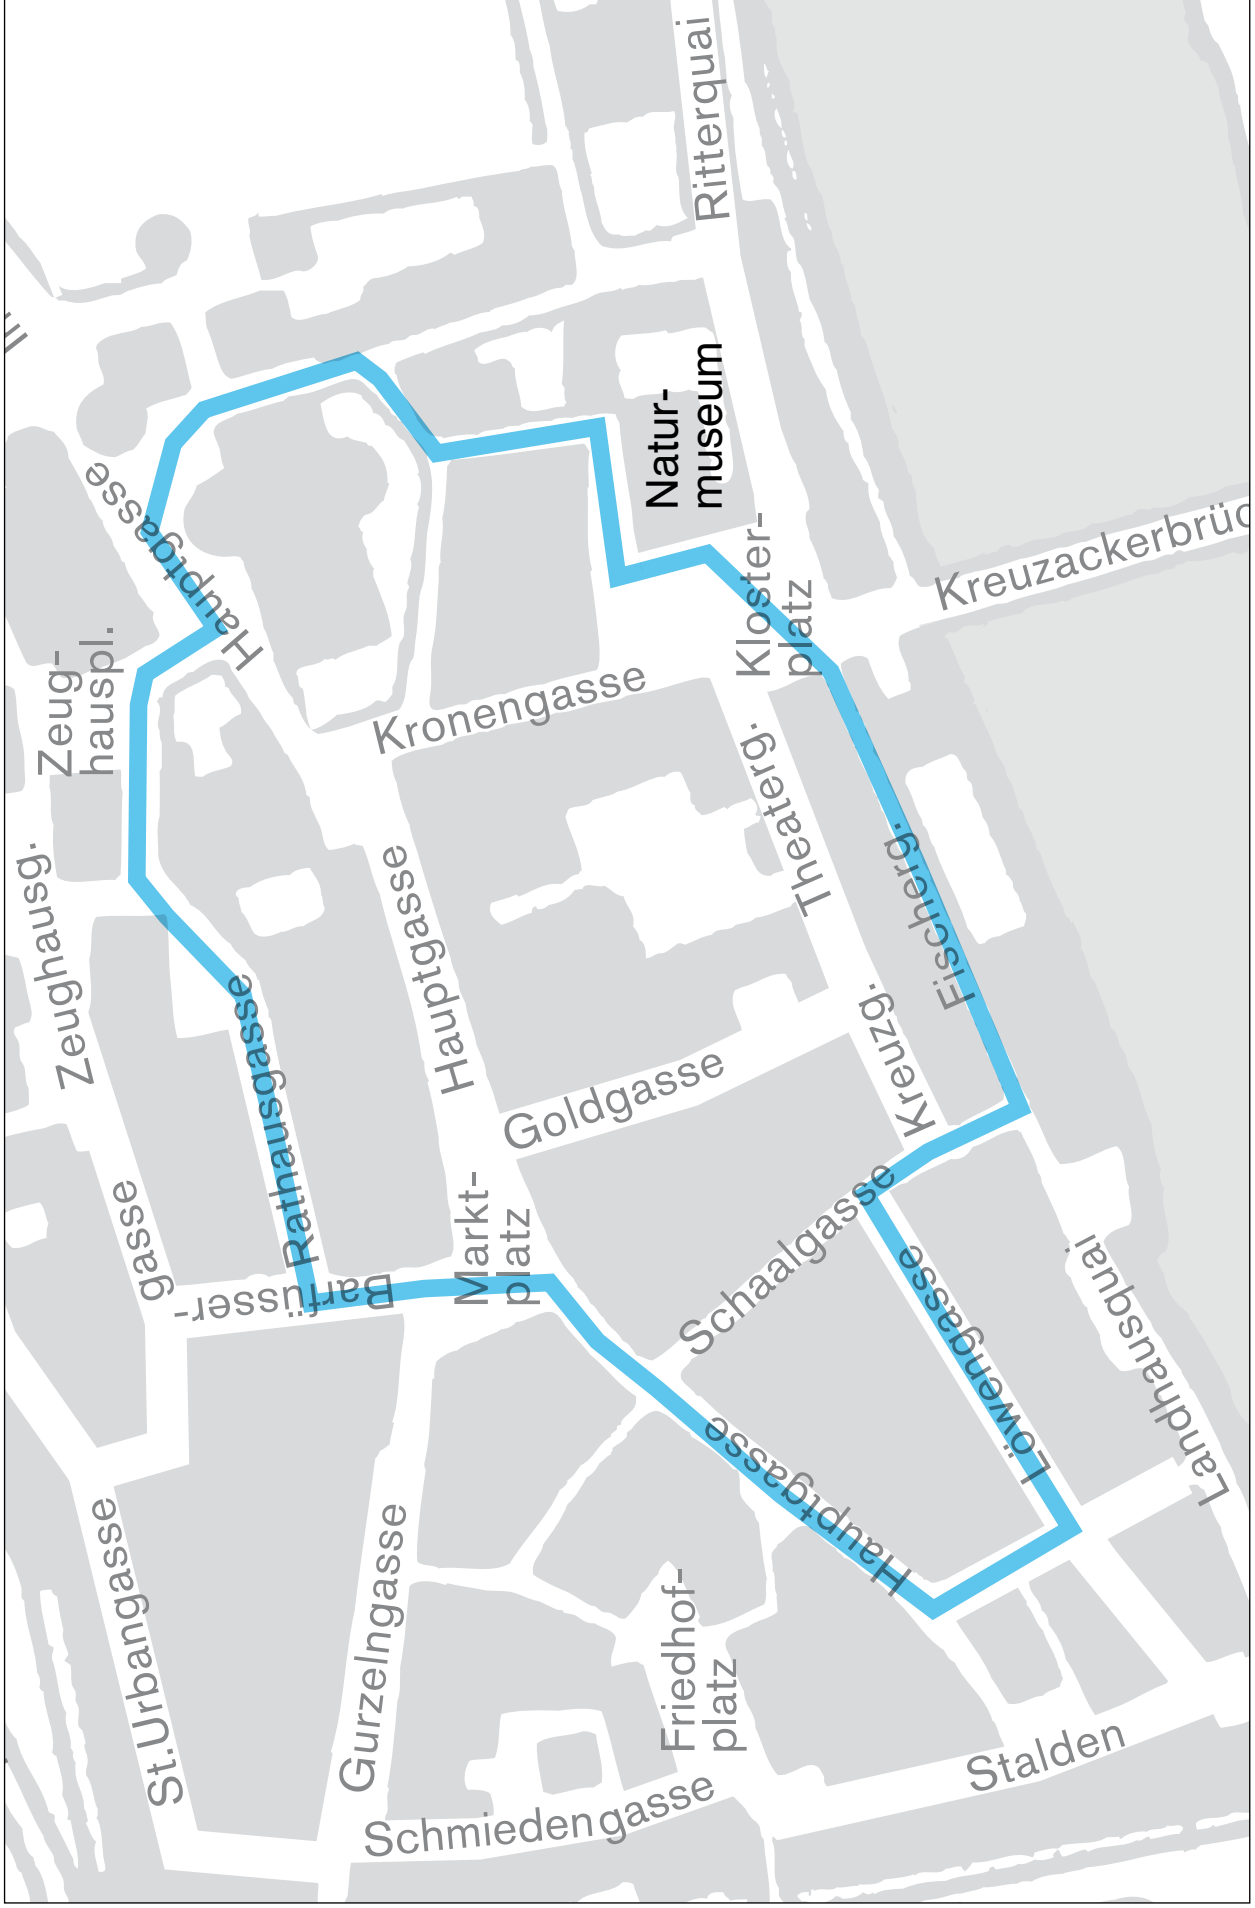 Ritterquai
Natur-
museum
Hauptgasse
Zeug-
hauspl.
Kloster-
platz
Kreuzackerbrüc
Kronengasse
Theaterg.
Zeughausg.
Hauptgasse
Fischerg.
Rathausgasse
Kreuzg.
Goldgasse
Markt-
platz
Barfüsser-
gasse
Schaalgasse
Löwengasse
Landhausquai
Hauptgasse
St.Urbangasse
Gurzelngasse
Friedhof-
platz
Schmiedengasse
Stalden